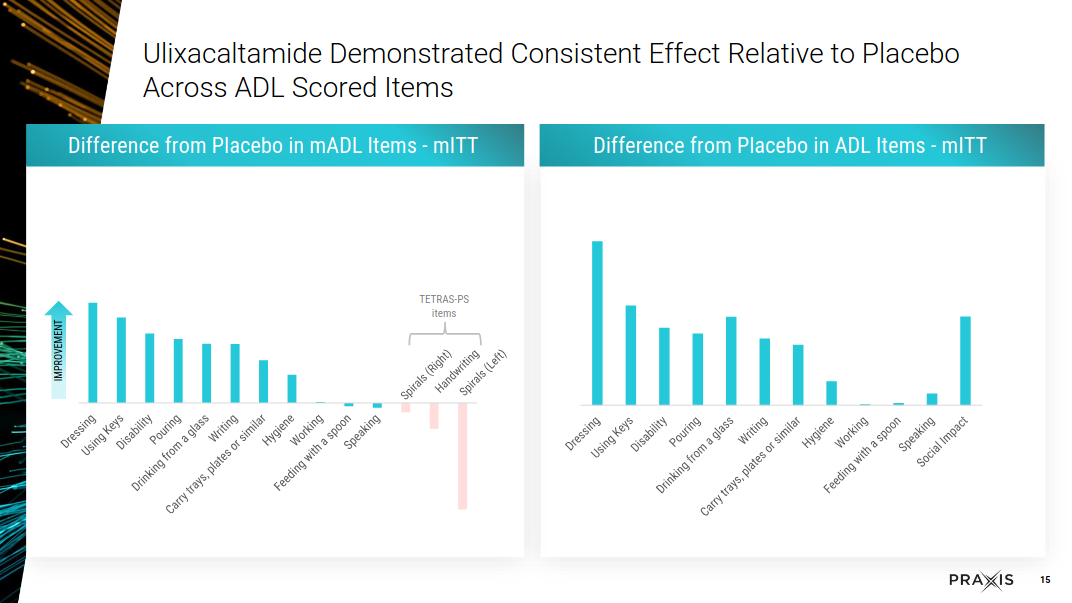 Ulixacaltamide Demonstrated Consistent Effect Relative to Placebo
Across ADL Scored Items
Difference from Placebo in mADL Items - mITT
IMPROVEMENT
TETRAS-PS
items
Spirals (Right)
Handwriting
Spirals (Left)
Dressing
Using Keys
Disability
Pouring
Drinking from a glass
Writing
Carry trays, plates or similar
Hygiene
Working
Feeding with a spoon
Speaking
Difference from Placebo in ADL Items - mITT
Dressing
Using Keys
Disability
Pouring
Drinking from a glass
Writing
Carry trays, plates or similar
Hygiene
Working
Feeding with a spoon
Speaking
Social Impact
PRAXIS
15